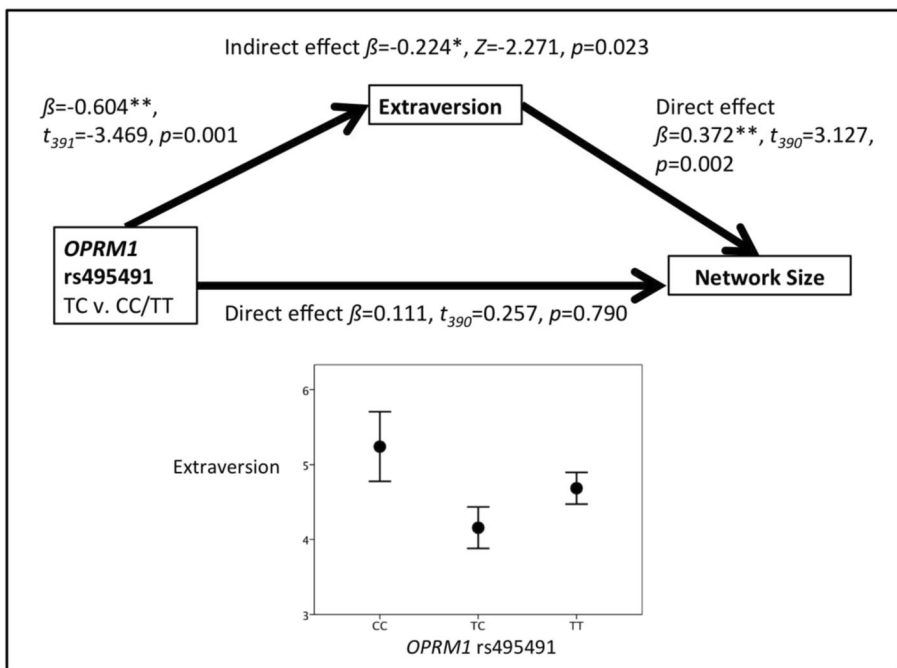 Indirect effect ß=-0.224*, Z=-2.271, p=0.023
ß=-0.604**,
t391=-3.469, p=0.001
Extraversion
Direct effect
ß=0.372**, t390=3.127,
p=0.002
OPRM1
rs495491
TC v. CC/TT
Network Size
Direct effect ß=0.111, t390=0.257, p=0.790
6
5
Extraversion
4
3
CC TC TT
OPRM1 rs495491